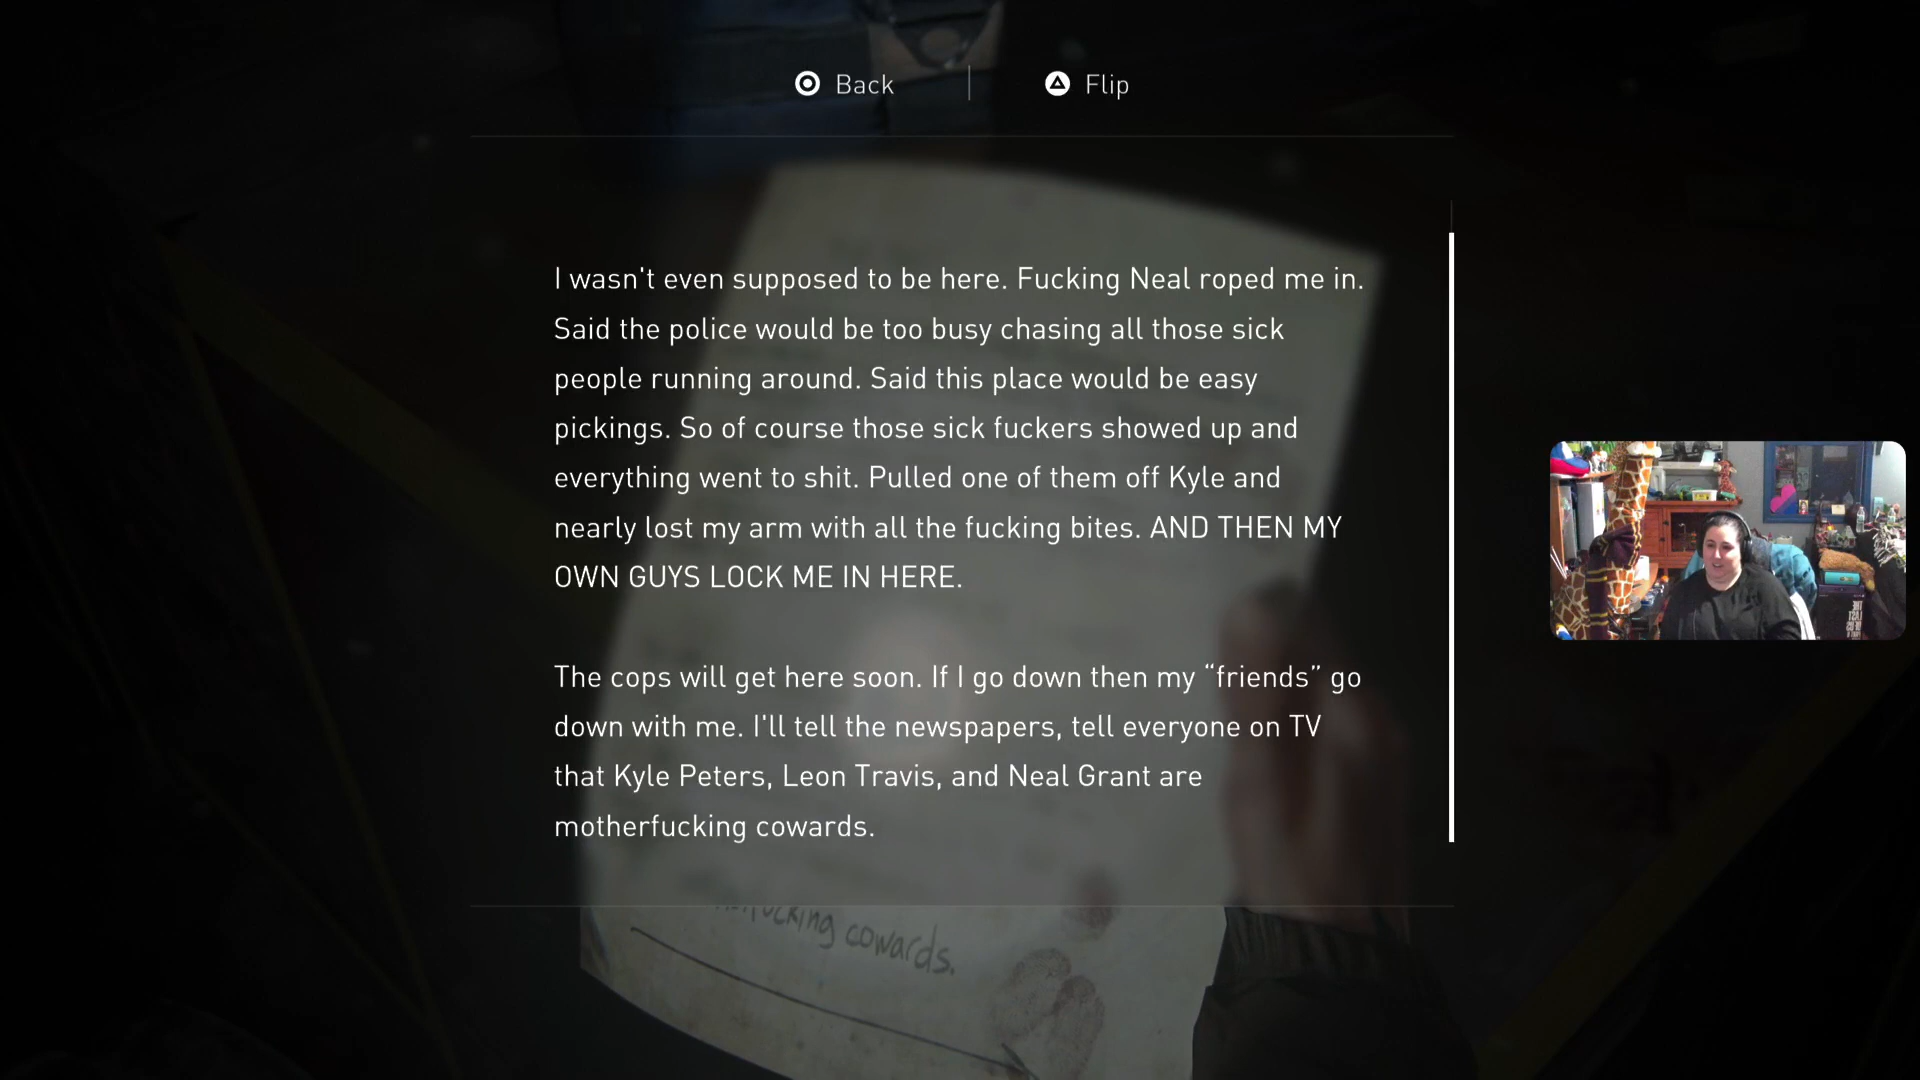 Back
Flip
I wasn't even supposed to be here. Fucking Neal roped me in.
Said the police would be too busy chasing all those sick
people running around. Said this place would be easy
pickings. So of course those sick fuckers showed up and
everything went to shit. Pulled one of them off Kyle and
nearly lost my arm with all the fucking bites. AND THEN MY
OWN GUYS LOCK ME IN HERE.
The cops will get here soon. If I go down then my “friends” go
down with me. I'll tell the newspapers, tell everyone on TV
that Kyle Peters, Leon Travis, and Neal Grant are
motherfucking cowards.
cowards.